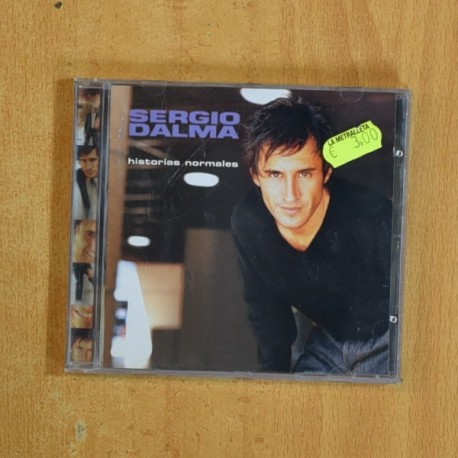 SERGIO
DALMA
historias normales
LA METRALLETA
€ 3,00